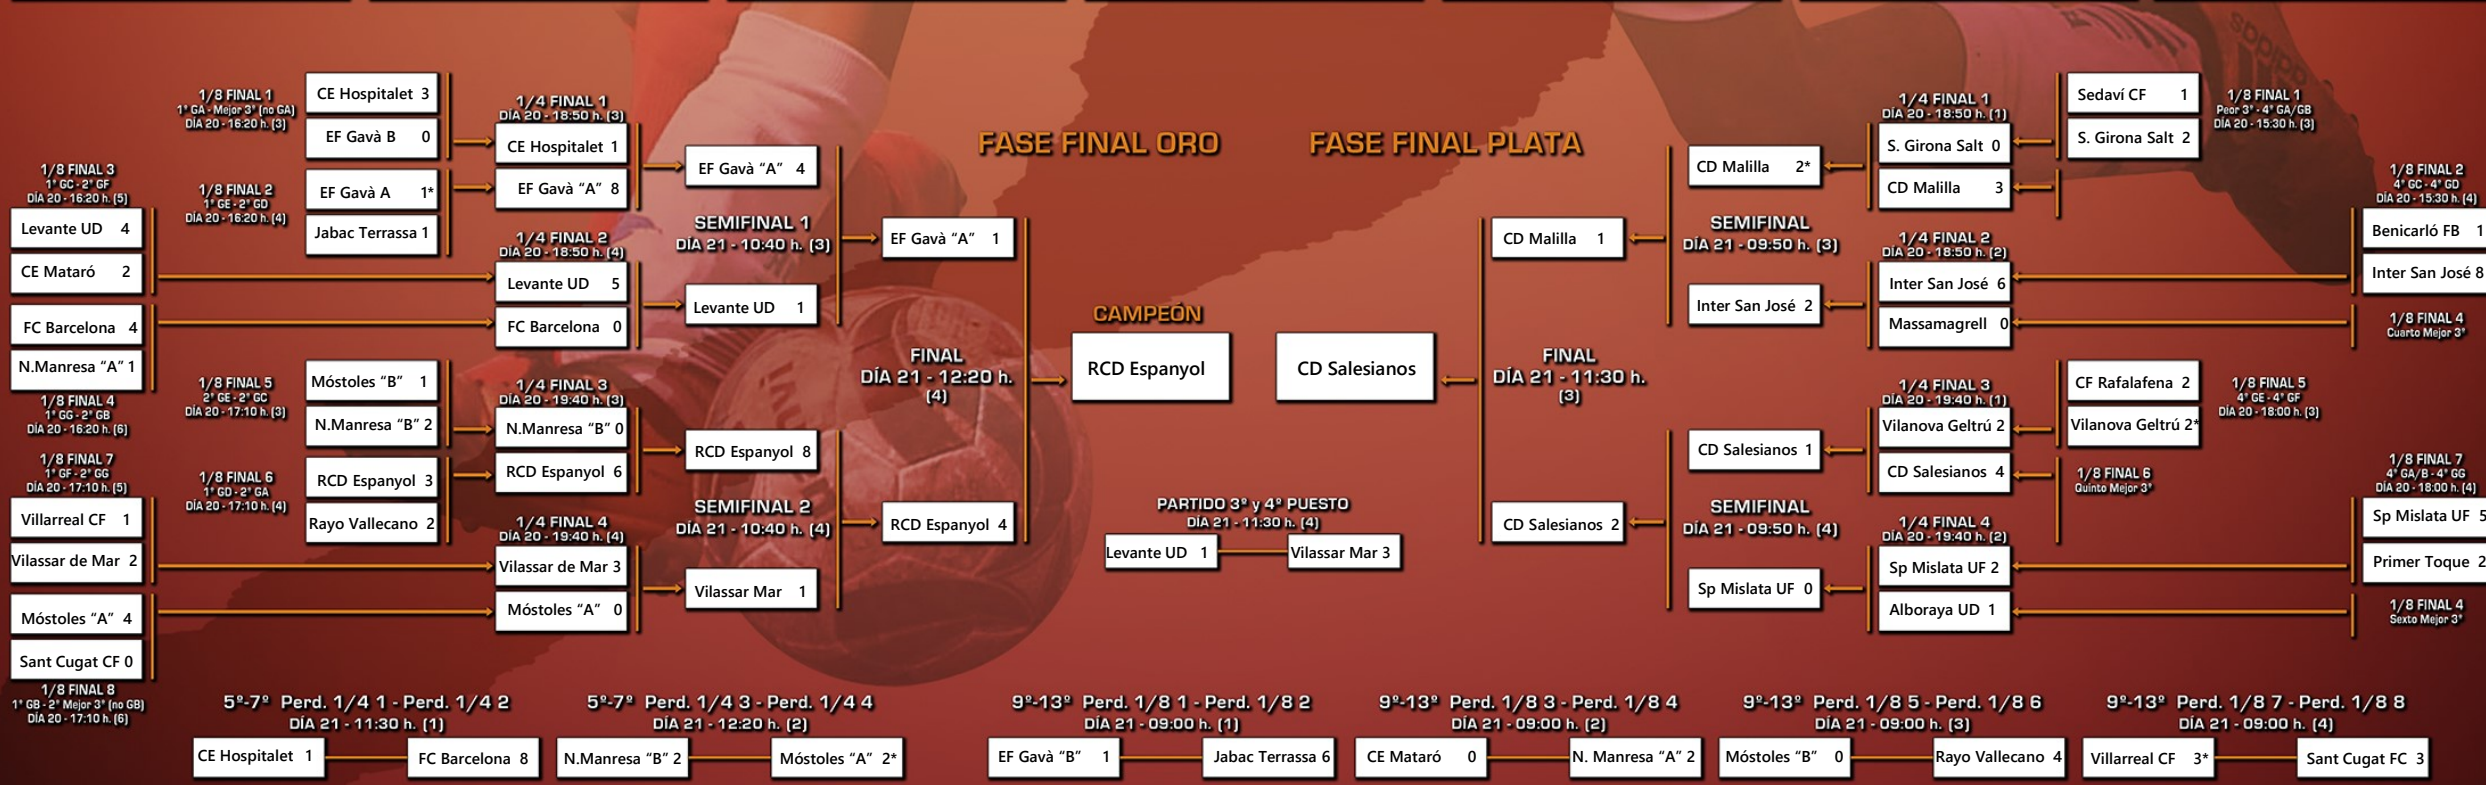 FASE FINAL ORO
1/8 FINAL 1
1º GA - Mejor 3º (no GA)
DÍA 20 - 16:20 h. (3)
CE Hospitalet 3
EF Gavà B 0
1/8 FINAL 2
1º GE - 2º GD
DÍA 20 - 16:20 h. (4)
EF Gavà A 1*
Jabac Terrassa 1
1/8 FINAL 3
1º GC - 2º GF
DÍA 20 - 16:20 h. (5)
Levante UD 4
CE Mataró 2
FC Barcelona 4
N.Manresa “A” 1
1/8 FINAL 4
1º GG - 2º GB
DÍA 20 - 16:20 h. (6)
1/8 FINAL 5
2º GE - 2º GC
DÍA 20 - 17:10 h. (3)
Móstoles “B” 1
N.Manresa “B” 2
1/8 FINAL 6
1º GD - 2º GA
DÍA 20 - 17:10 h. (4)
RCD Espanyol 3
Rayo Vallecano 2
1/8 FINAL 7
1º GF - 2º GG
DÍA 20 - 17:10 h. (5)
Villarreal CF 1
Vilassar de Mar 2
Móstoles “A” 4
Sant Cugat CF 0
1/8 FINAL 8
1º GB - 2º Mejor 3º (no GB)
DÍA 20 - 17:10 h. (6)
1/4 FINAL 1
DÍA 20 - 18:50 h. (3)
CE Hospitalet 1
EF Gavà “A” 8
1/4 FINAL 2
DÍA 20 - 18:50 h. (4)
Levante UD 5
FC Barcelona 0
1/4 FINAL 3
DÍA 20 - 19:40 h. (3)
N.Manresa “B” 0
RCD Espanyol 6
1/4 FINAL 4
DÍA 20 - 19:40 h. (4)
Vilassar de Mar 3
Móstoles “A” 0
EF Gavà “A” 4
SEMIFINAL 1
DÍA 21 - 10:40 h. (3)
Levante UD 1
RCD Espanyol 8
SEMIFINAL 2
DÍA 21 - 10:40 h. (4)
Vilassar Mar 1
EF Gavà “A” 1
FINAL
DÍA 21 - 12:20 h.
(4)
RCD Espanyol 4
CAMPEÓN
RCD Espanyol
CD Salesianos
PARTIDO 3º y 4º PUESTO
DÍA 21 - 11:30 h. (4)
Levante UD 1
Vilassar Mar 3
FASE FINAL PLATA
CD Malilla 1
FINAL
DÍA 21 - 11:30 h.
(3)
CD Salesianos 2
CD Malilla 2*
SEMIFINAL
DÍA 21 - 09:50 h. (3)
Inter San José 2
CD Salesianos 1
SEMIFINAL
DÍA 21 - 09:50 h. (4)
Sp Mislata UF 0
1/4 FINAL 1
DÍA 20 - 18:50 h. (1)
S. Girona Salt 0
CD Malilla 3
1/4 FINAL 2
DÍA 20 - 18:50 h. (2)
Inter San José 6
Massamagrell 0
1/4 FINAL 3
DÍA 20 - 19:40 h. (1)
Vilanova Geltrú 2
CD Salesianos 4
1/4 FINAL 4
DÍA 20 - 19:40 h. (2)
Sp Mislata UF 2
Alboraya UD 1
Sedaví CF 1
S. Girona Salt 2
1/8 FINAL 1
Peor 3º - 4º GA/GB
DÍA 20 - 15:30 h. (3)
1/8 FINAL 2
4º GC - 4º GD
DÍA 20 - 15:30 h. (4)
Benicarló FB 1
Inter San José 8
1/8 FINAL 4
Cuarto Mejor 3º
CF Rafalafena 2
Vilanova Geltrú 2*
1/8 FINAL 5
4º GE - 4º GF
DÍA 20 - 18:00 h. (3)
1/8 FINAL 6
Quinto Mejor 3º
1/8 FINAL 7
4º GA/B - 4º GG
DÍA 20 - 18:00 h. (4)
Sp Mislata UF 5
Primer Toque 2
1/8 FINAL 4
Sexto Mejor 3º
5º-7º Perd. 1/4 1 - Perd. 1/4 2
DÍA 21 - 11:30 h. (1)
CE Hospitalet 1
FC Barcelona 8
5º-7º Perd. 1/4 3 - Perd. 1/4 4
DÍA 21 - 12:20 h. (2)
N.Manresa “B” 2
Móstoles “A” 2*
9º-13º Perd. 1/8 1 - Perd. 1/8 2
DÍA 21 - 09:00 h. (1)
EF Gavà “B” 1
Jabac Terrassa 6
9º-13º Perd. 1/8 3 - Perd. 1/8 4
DÍA 21 - 09:00 h. (2)
CE Mataró 0
N. Manresa “A” 2
9º-13º Perd. 1/8 5 - Perd. 1/8 6
DÍA 21 - 09:00 h. (3)
Móstoles “B” 0
Rayo Vallecano 4
9º-13º Perd. 1/8 7 - Perd. 1/8 8
DÍA 21 - 09:00 h. (4)
Villarreal CF 3*
Sant Cugat FC 3